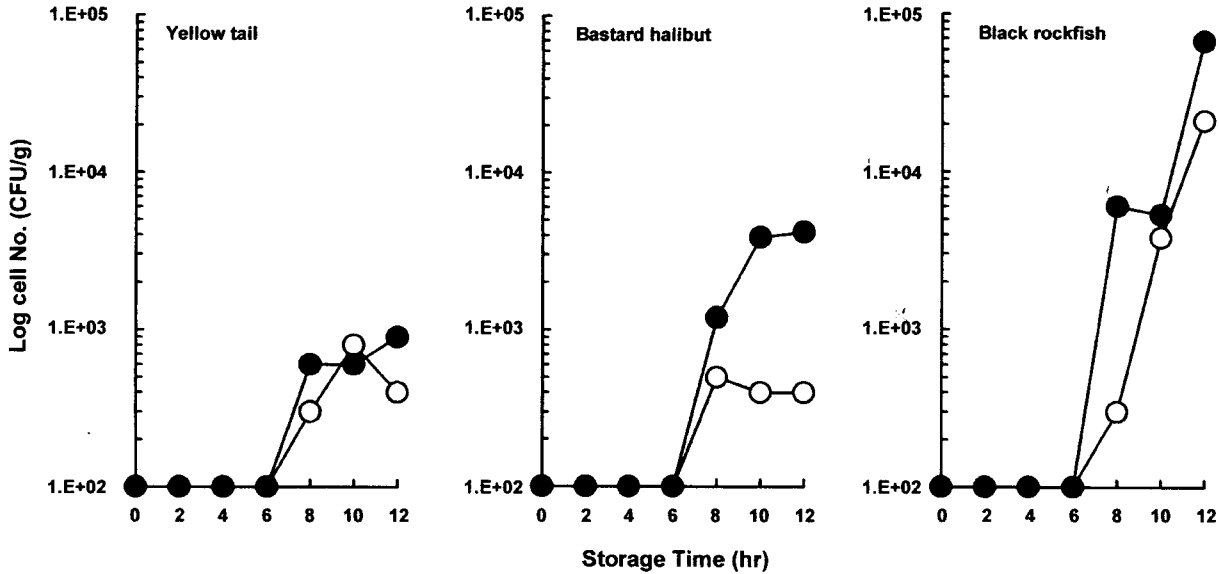 Yellow tail
Bastard halibut
Black rockfish
Log cell No. (CFU/g)
1.E+05
1.E+04
1.E+03
1.E+02
0 2 4 6 8 10 12
1.E+05
1.E+04
1.E+03
1.E+02
0 2 4 6 8 10 12
1.E+05
1.E+04
1.E+03
1.E+02
0 2 4 6 8 10 12
Storage Time (hr)